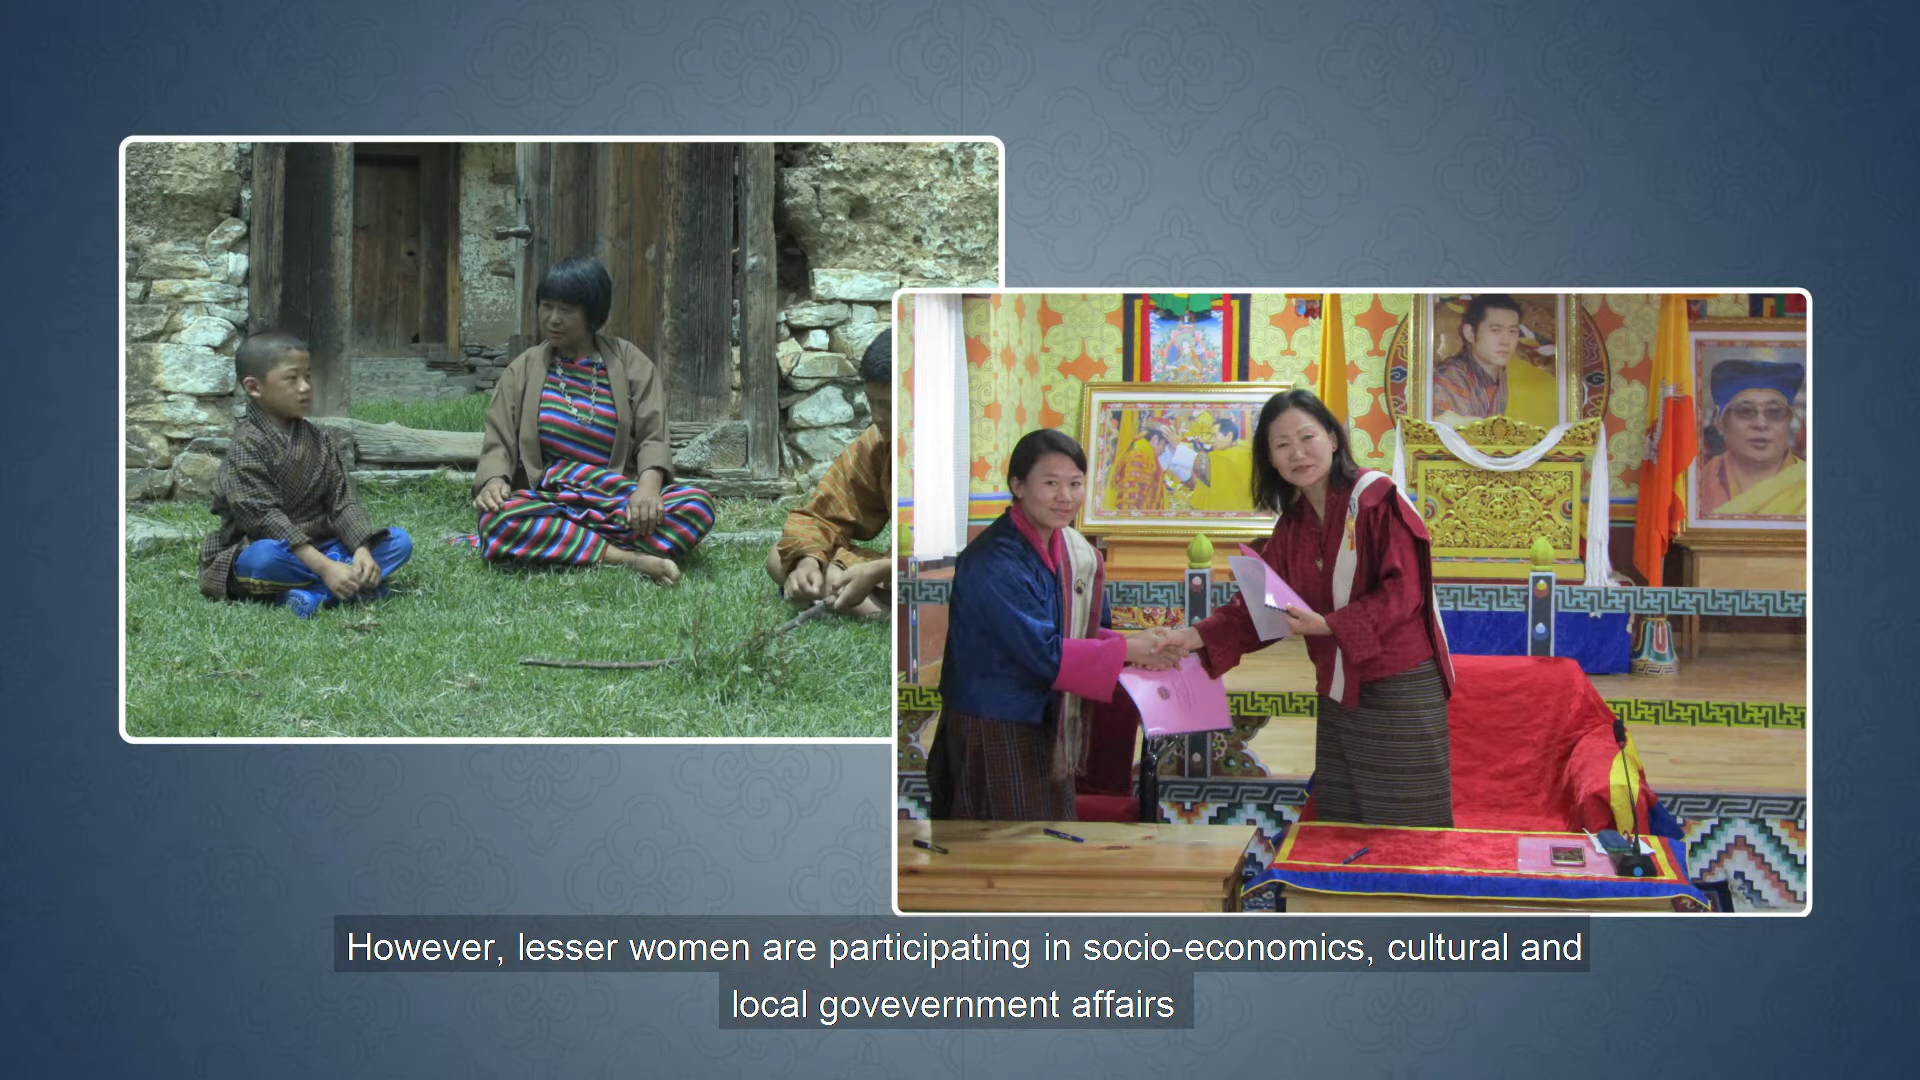 However, lesser women are participating in socio-economics, cultural and
local govevernment affairs